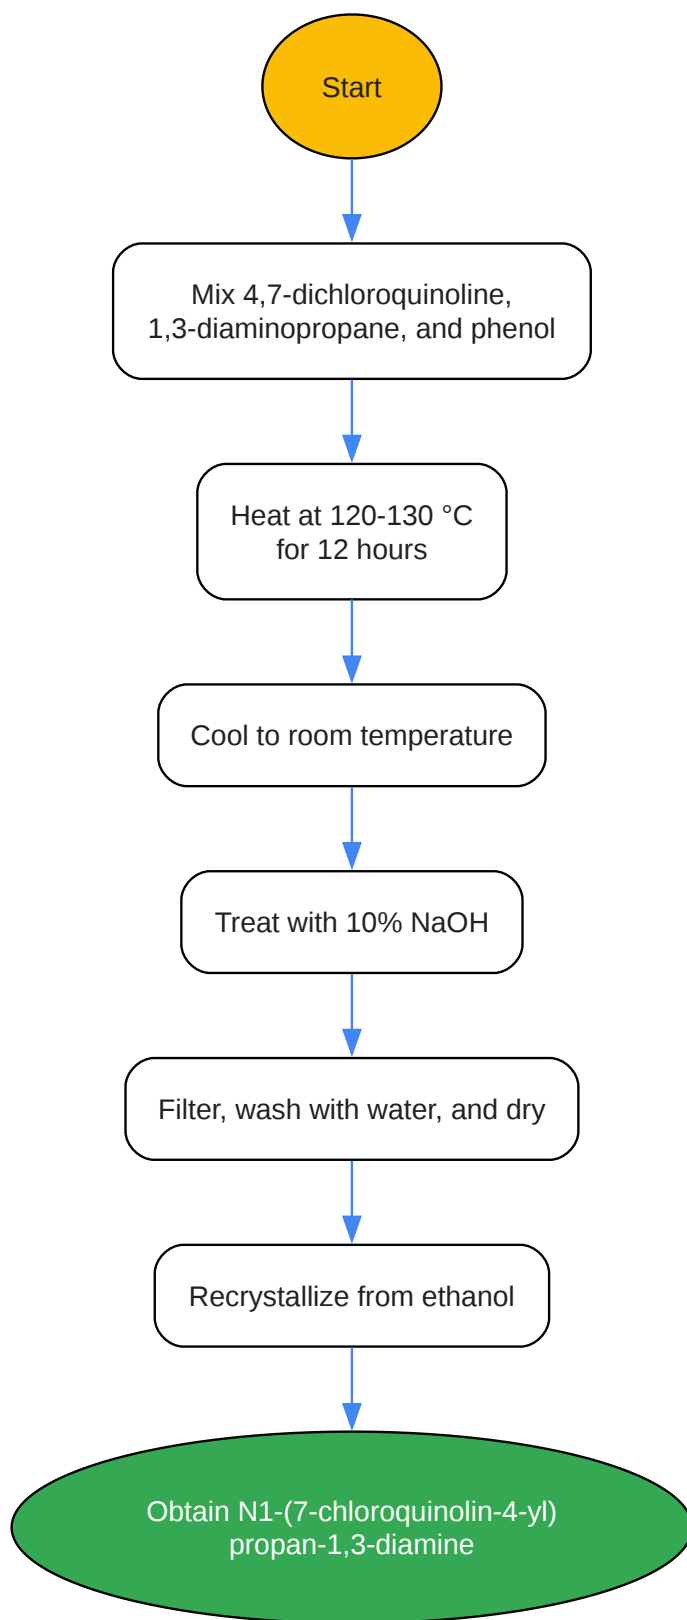 Start
Mix 4,7-dichloroquinoline,
1,3-diaminopropane, and phenol
Heat at 120-130 °C
for 12 hours
Cool to room temperature
Treat with 10% NaOH
Filter, wash with water, and dry
Recrystallize from ethanol
Obtain N1-(7-chloroquinolin-4-yl)
propan-1,3-diamine